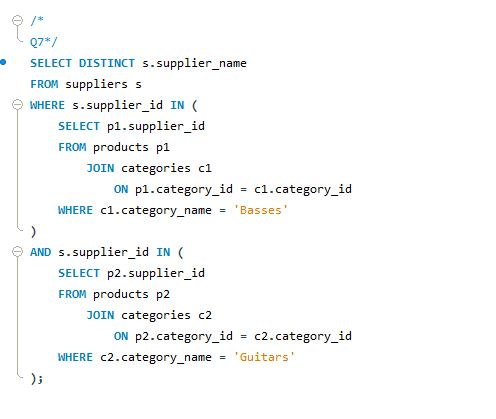 /*
Q7*/
SELECT DISTINCT s.supplier_name
FROM suppliers s
WHERE s.supplier_id IN (
    SELECT p1.supplier_id
    FROM products p1
        JOIN categories c1
            ON p1.category_id = c1.category_id
    WHERE c1.category_name = 'Basses'
)
AND s.supplier_id IN (
    SELECT p2.supplier_id
    FROM products p2
        JOIN categories c2
            ON p2.category_id = c2.category_id
    WHERE c2.category_name = 'Guitars'
);